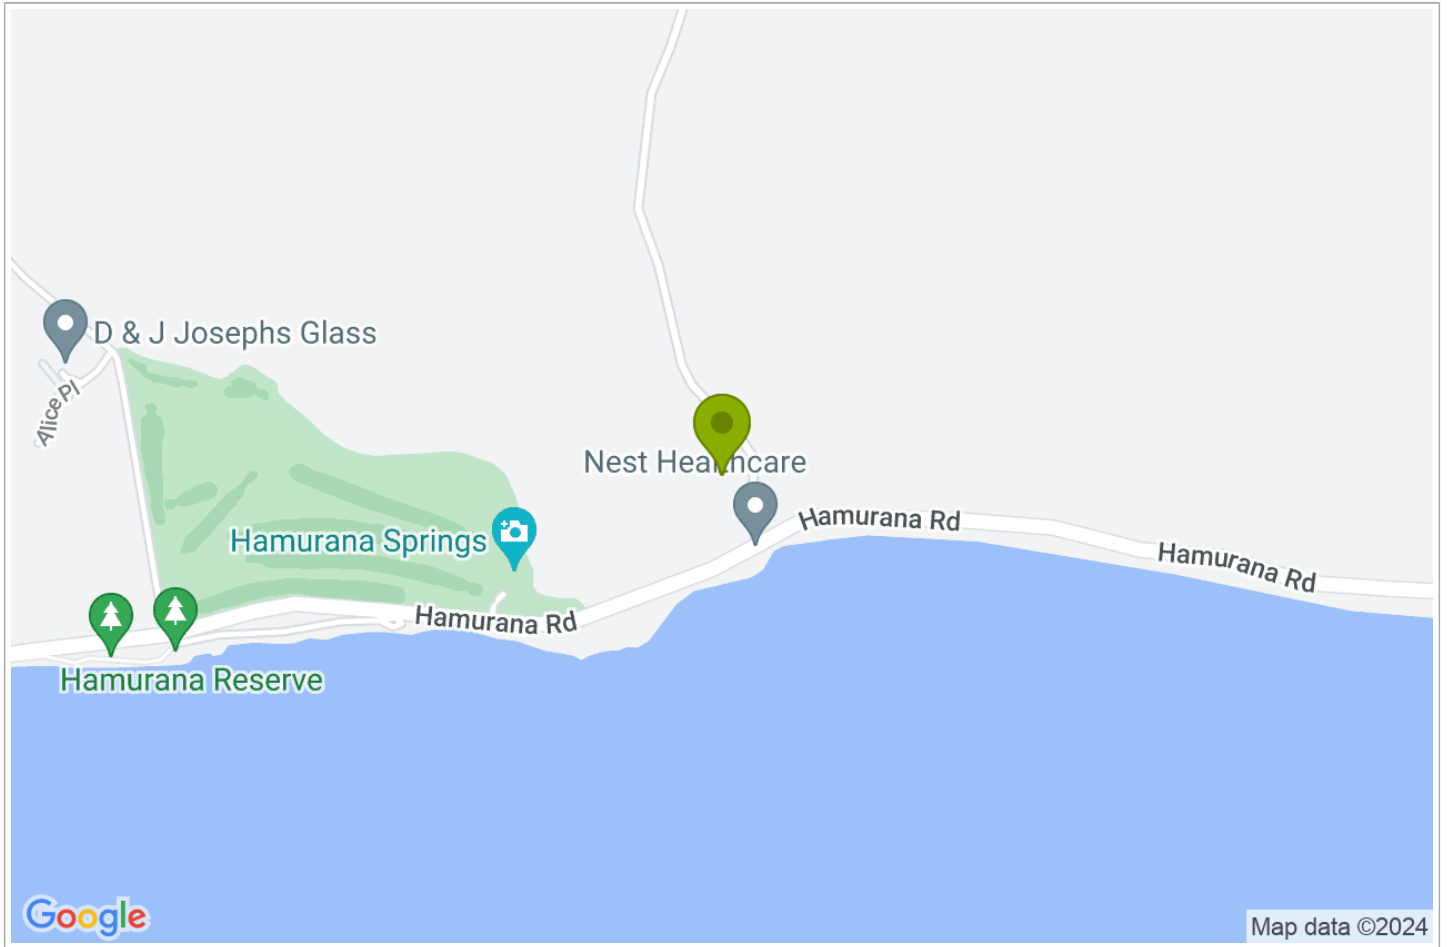 D & J Josephs Glass
Alice Pl
Nest Healthcare
Hamurana Rd
Hamurana Springs
Hamurana Rd
Hamurana Rd
Hamurana Reserve
Google
Map data ©2024